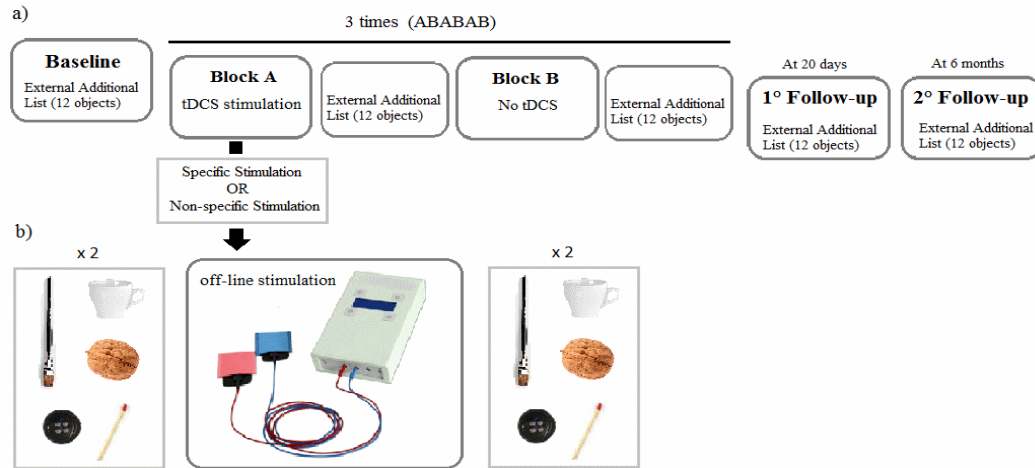 a)
3 times (ABABAB)
Baseline
External Additional
List (12 objects)
Block A
tDCS stimulation
External Additional
List (12 objects)
Block B
No tDCS
External Additional
List (12 objects)
At 20 days
1° Follow-up
External Additional
List (12 objects)
At 6 months
2° Follow-up
External Additional
List (12 objects)
Specific Stimulation
OR
Non-specific Stimulation
b)
x 2
off-line stimulation
x 2